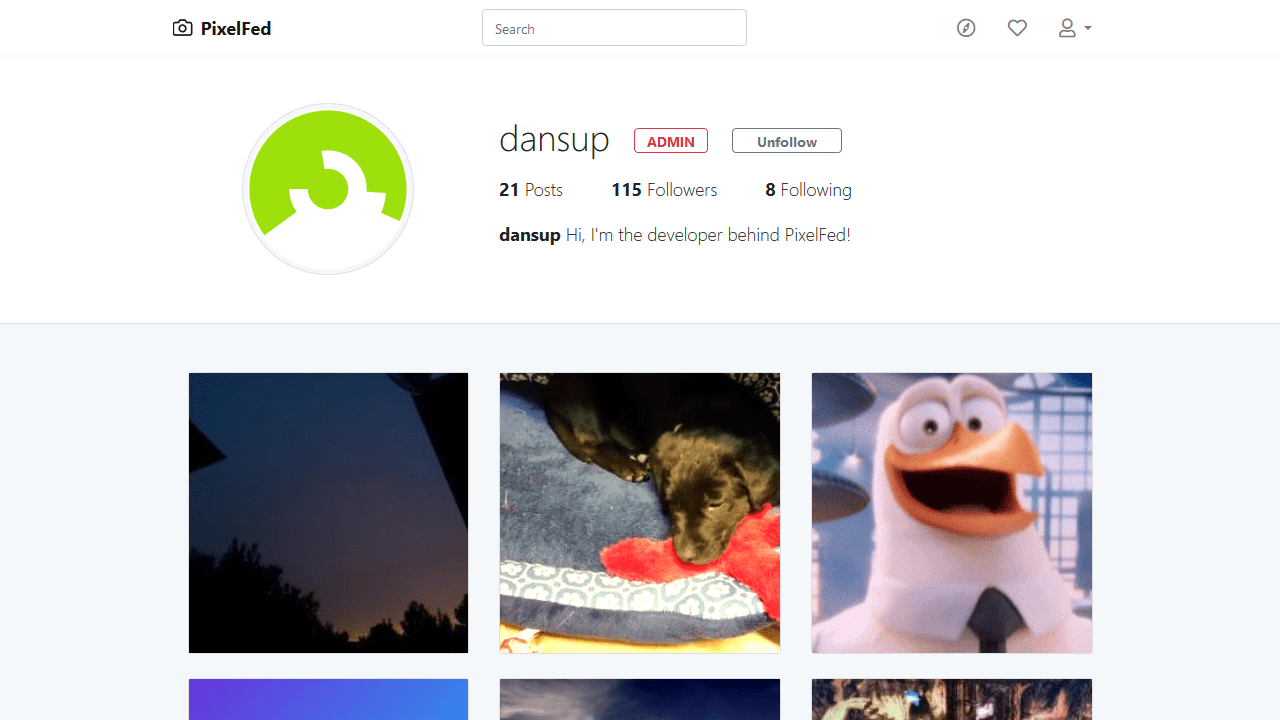 PixelFed
Search
dansup ADMIN Unfollow
21 Posts 115 Followers 8 Following
dansup Hi, I'm the developer behind PixelFed!